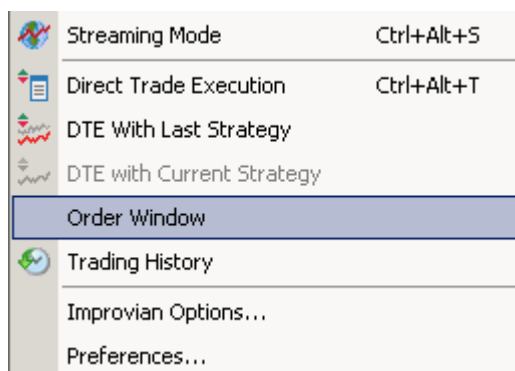 Streaming Mode Ctrl+Alt+S
Direct Trade Execution Ctrl+Alt+T
DTE With Last Strategy
DTE with Current Strategy
Order Window
Trading History
Improvian Options...
Preferences...